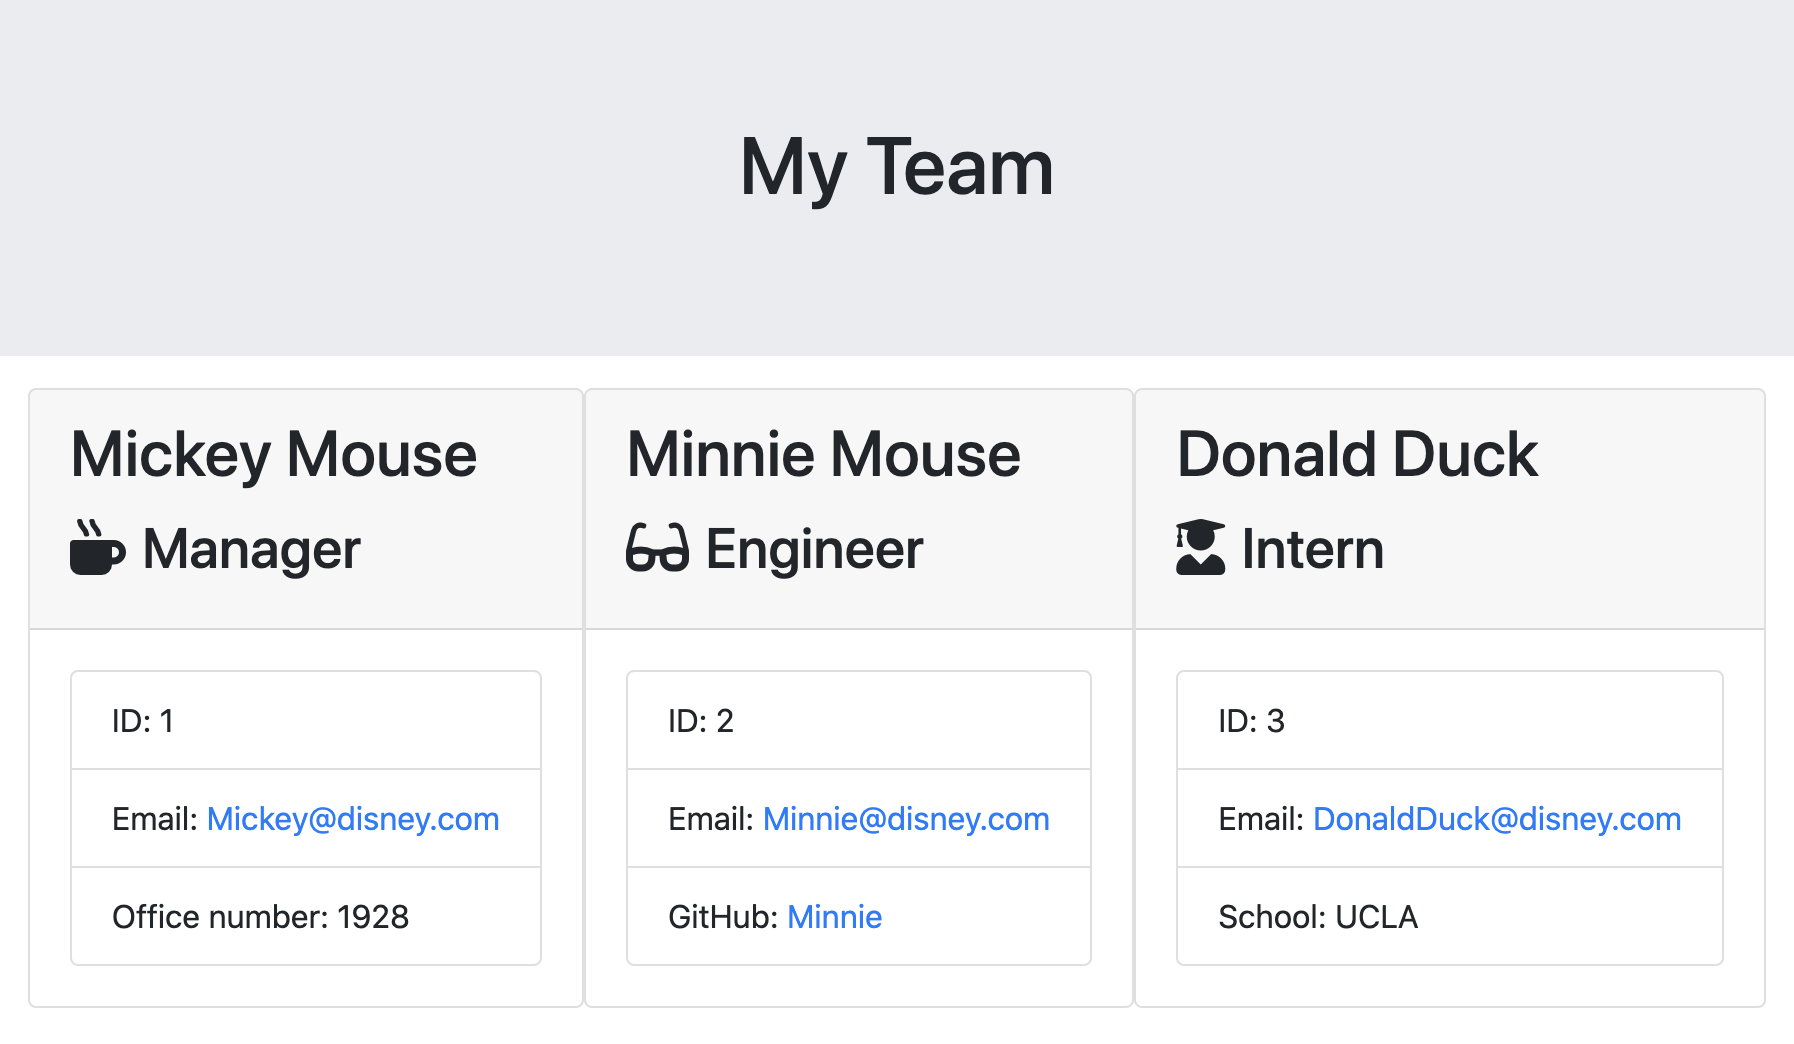 My Team
Mickey Mouse
Manager
ID: 1
Email: Mickey@disney.com
Office number: 1928
Minnie Mouse
Engineer
ID: 2
Email: Minnie@disney.com
GitHub: Minnie
Donald Duck
Intern
ID: 3
Email: DonaldDuck@disney.com
School: UCLA